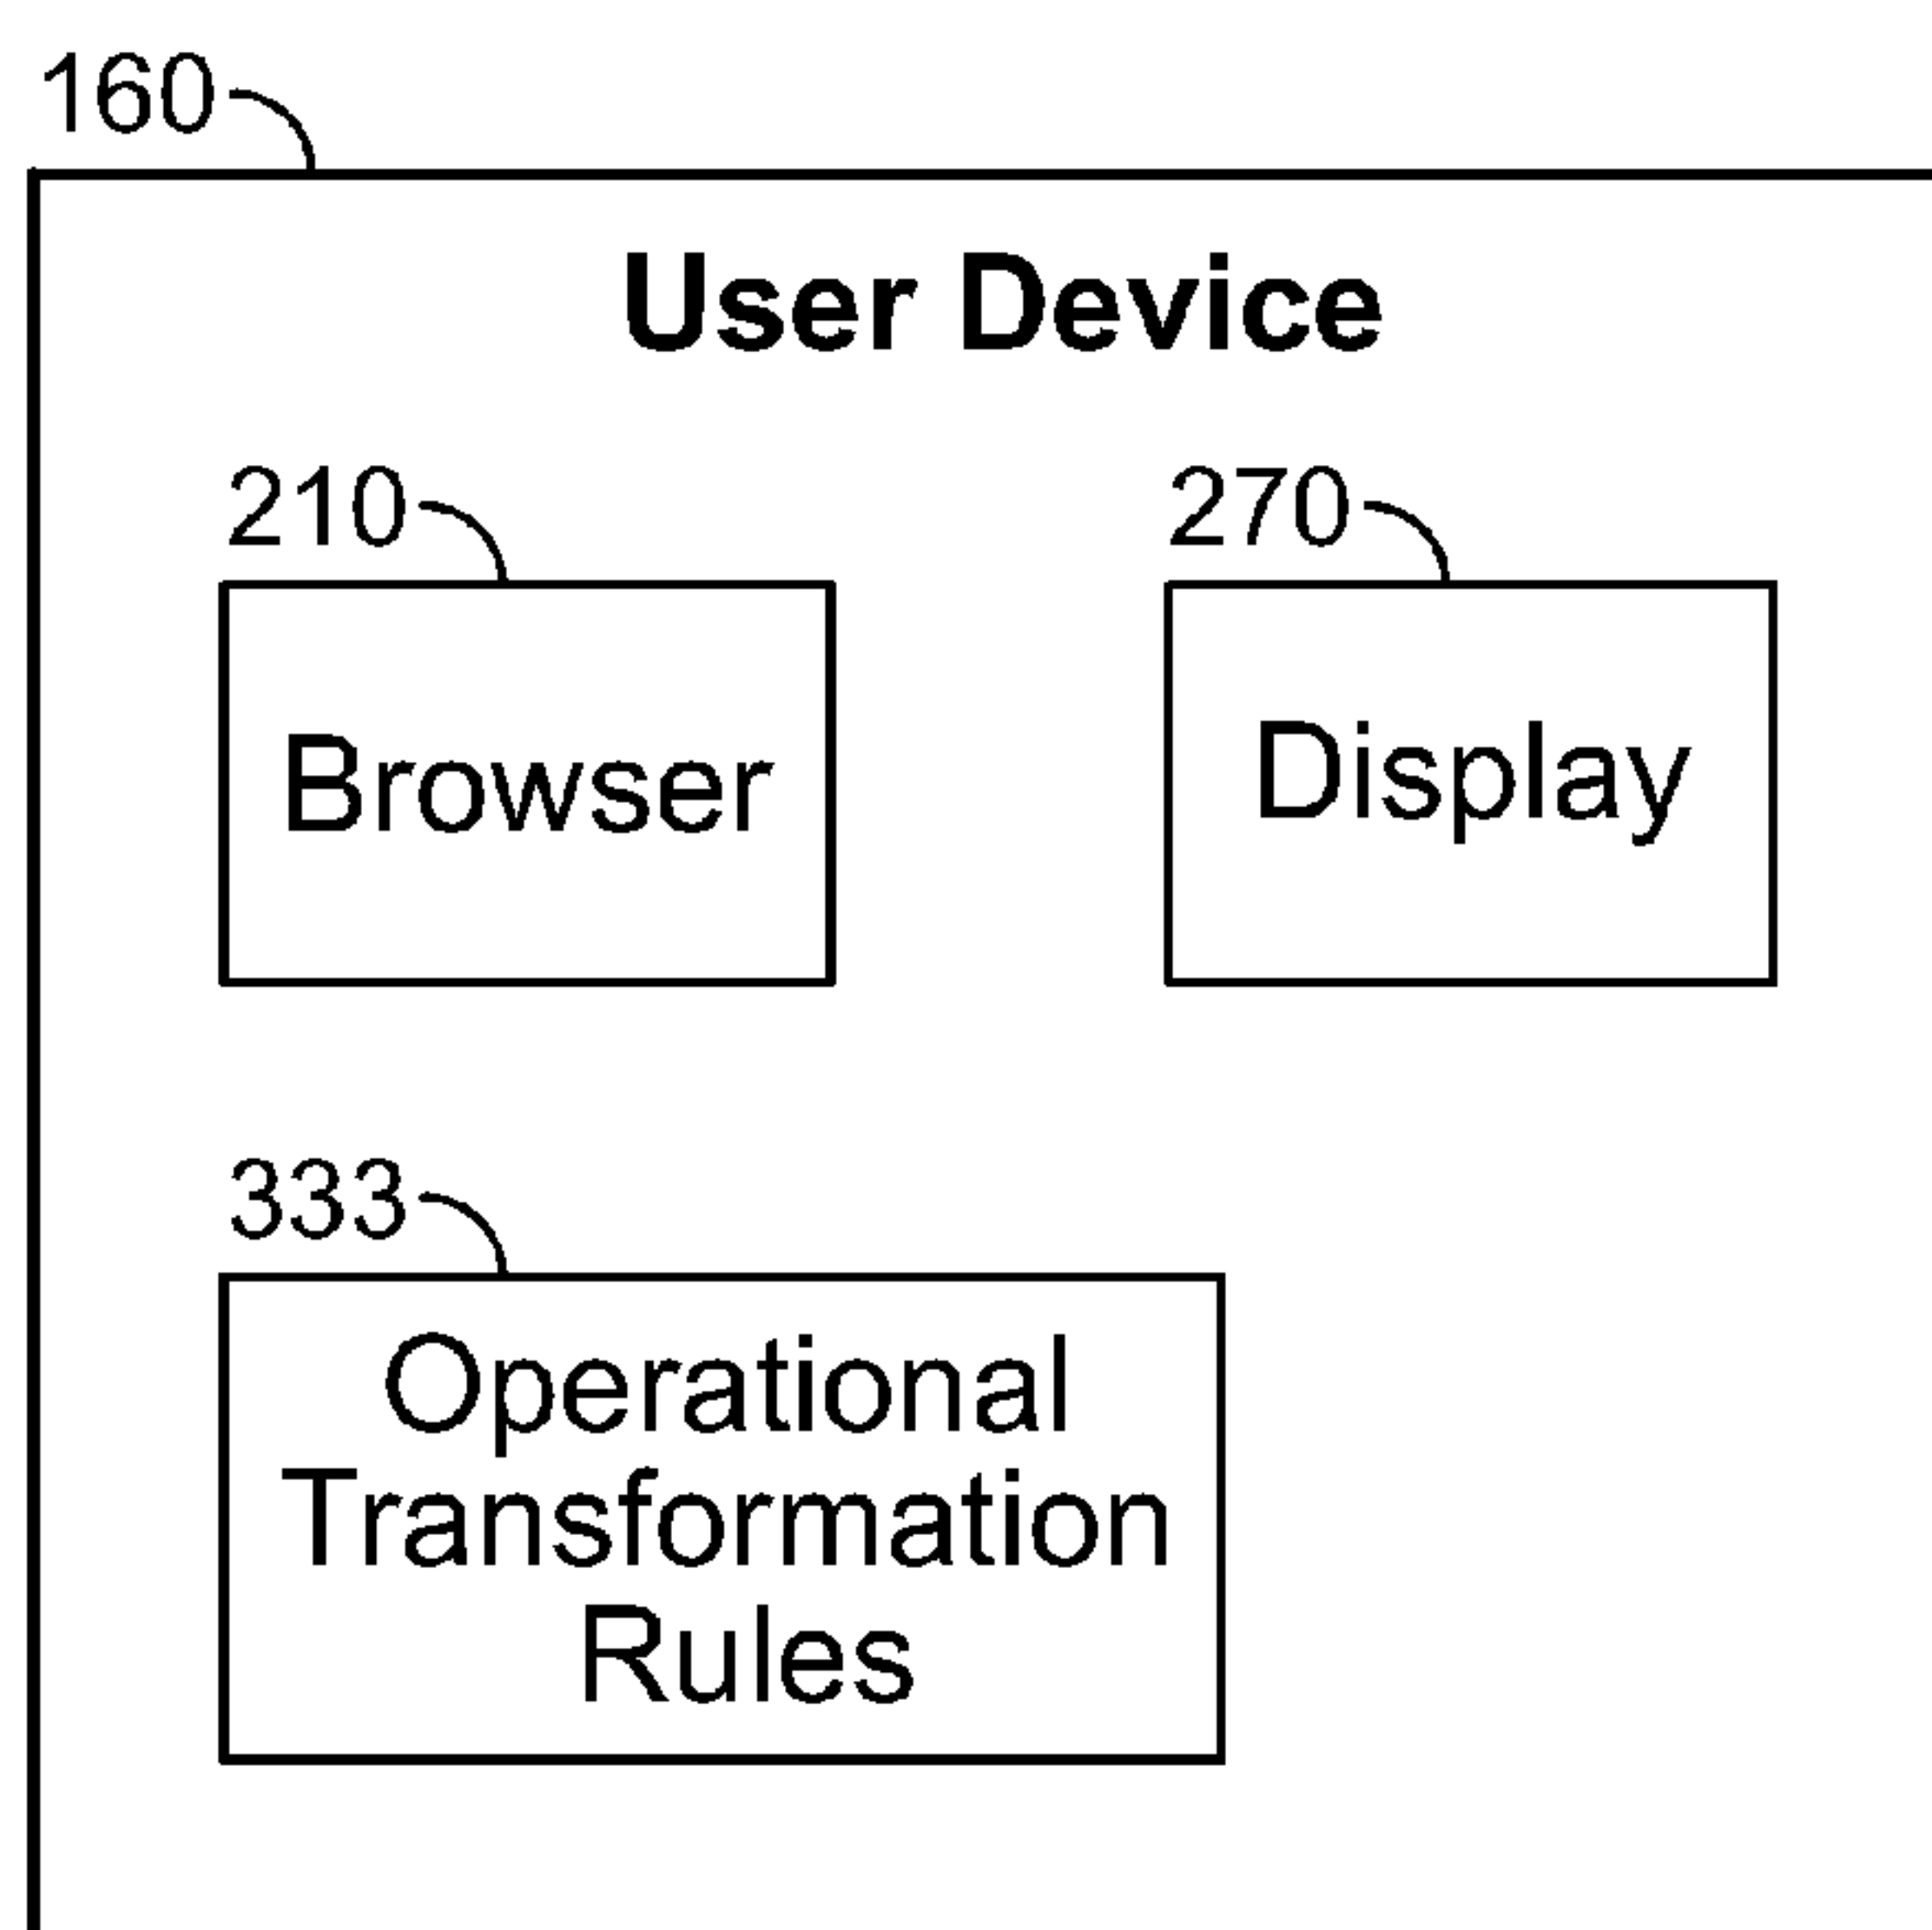 160
User Device
210
270
Browser
Display
333
Operational
Transformation
Rules